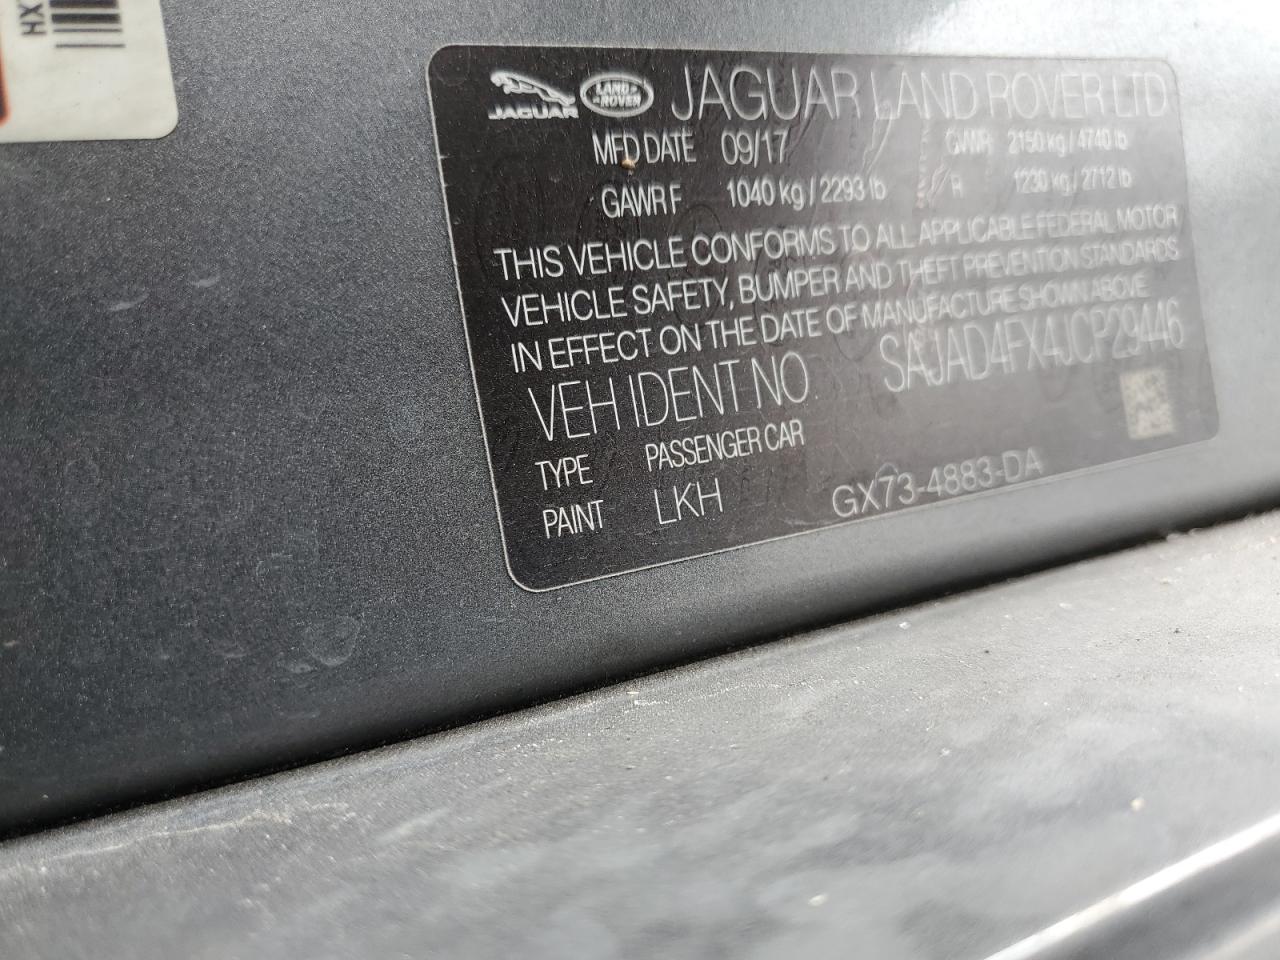 HX
JAGUAR LAND ROVER JAGUAR LAND ROVER LTD
MFD DATE 09/17 GVWR 2150 kg / 4740 lb
GAWR F 1040 kg / 2293 lb R 1230 kg / 2712 lb
THIS VEHICLE CONFORMS TO ALL APPLICABLE FEDERAL MOTOR
VEHICLE SAFETY, BUMPER AND THEFT PREVENTION STANDARDS
IN EFFECT ON THE DATE OF MANUFACTURE SHOWN ABOVE
VEH IDENT NO. SAJAD4FX4JCP29446
TYPE PASSENGER CAR
PAINT LKH GX73-4883-DA